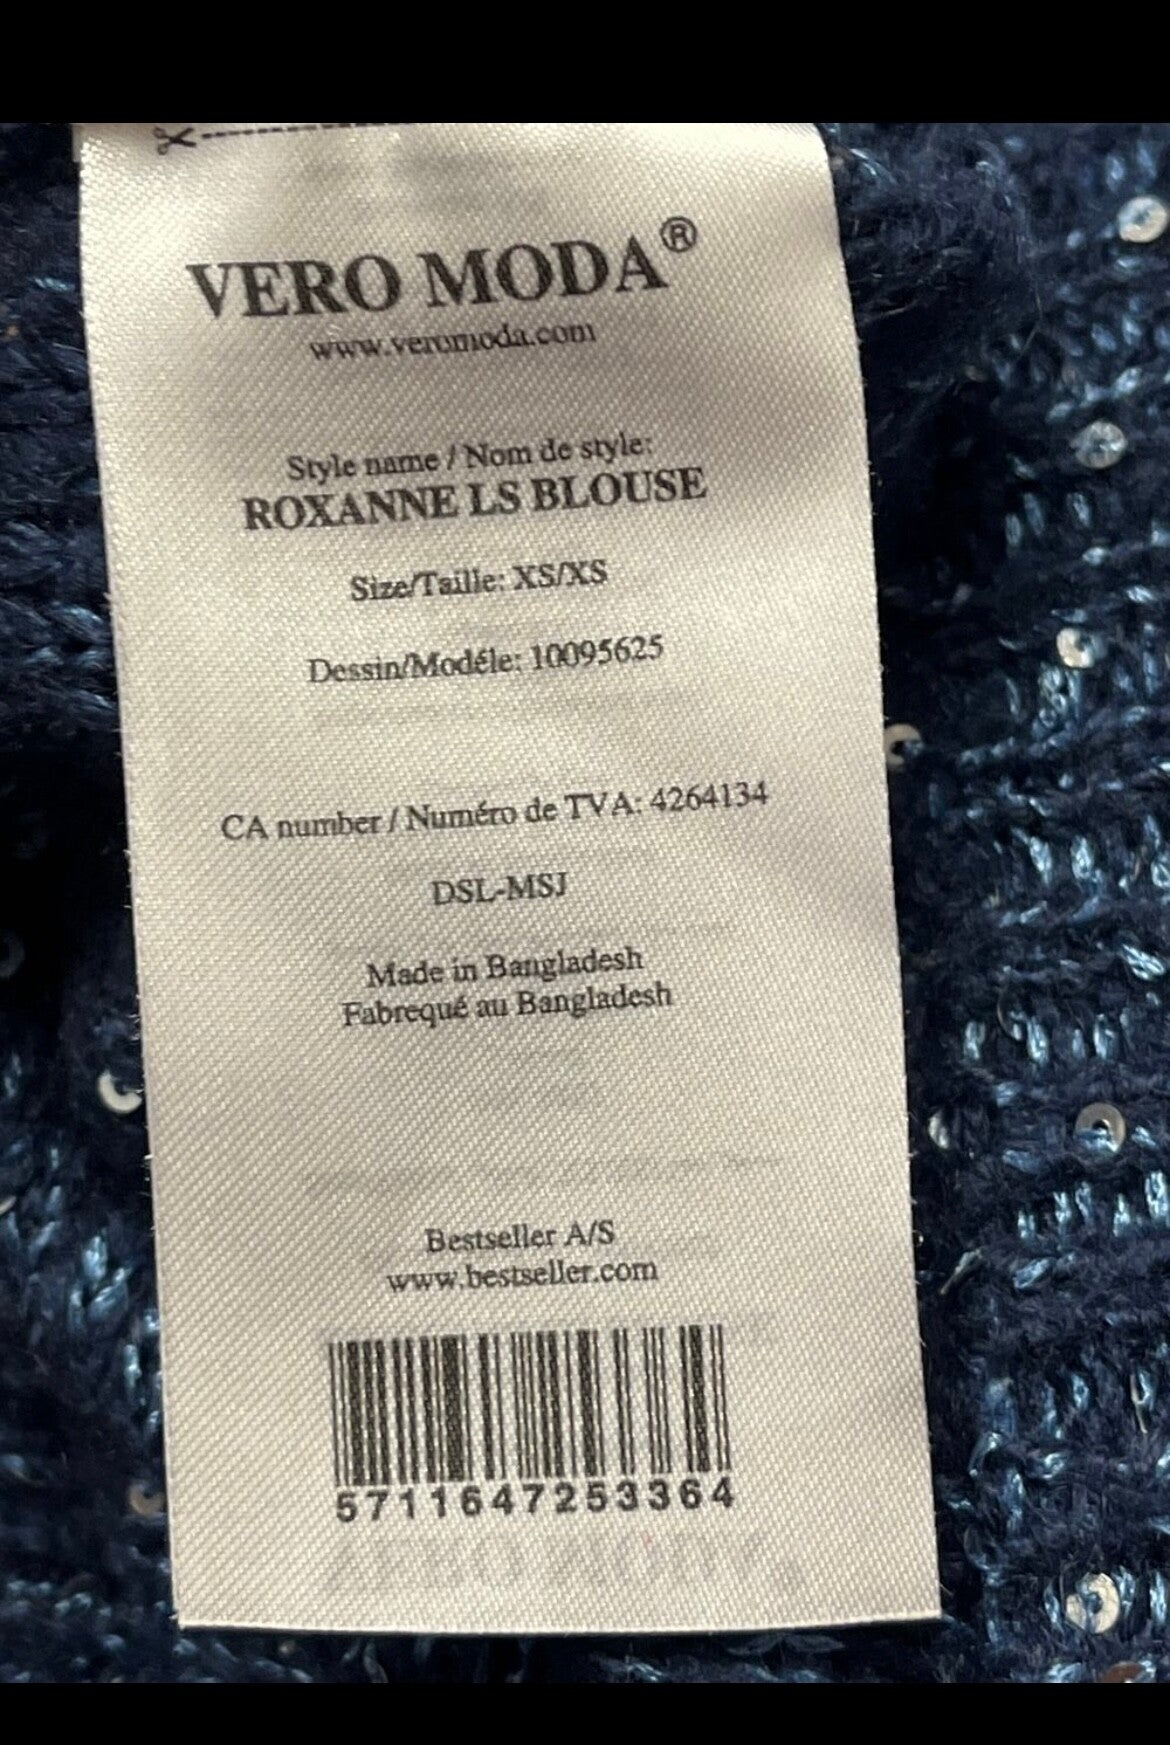 VERO MODA®
www.veromoda.com
Style name / Nom de style:
ROXANNE LS BLOUSE
Size/Taille: XS/XS
Dessin/Modéle: 10095625
CA number / Numéro de TVA: 4264134
DSL-MSJ
Made in Bangladesh
Fabrequé au Bangladesh
Bestseller A/S
www.bestseller.com
5711647253364